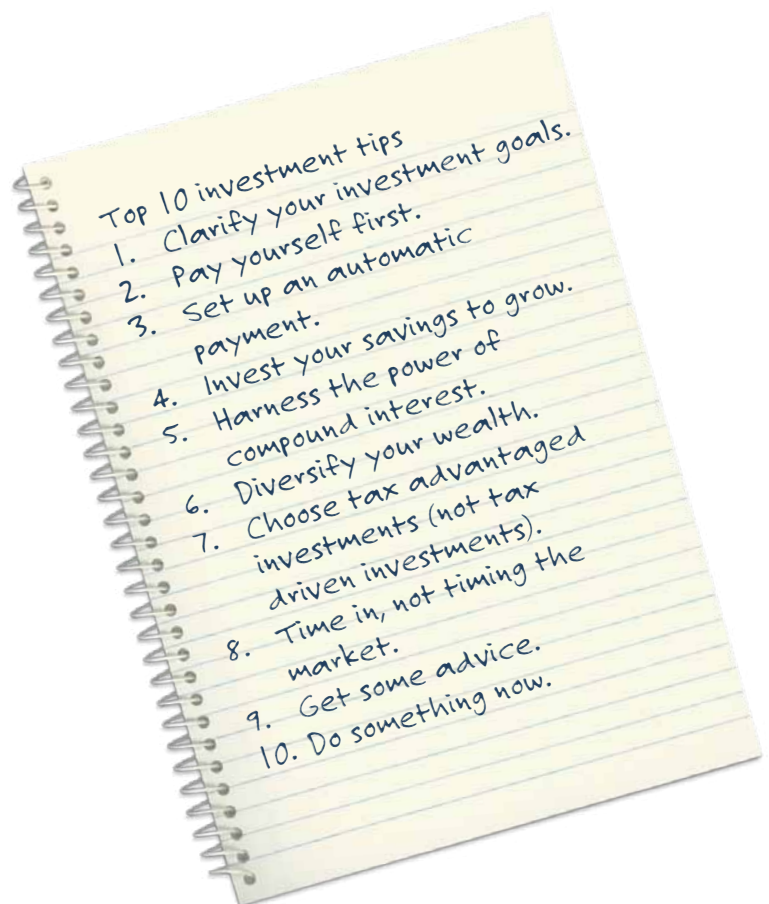 Top 10 investment tips
1. Clarify your investment goals.
2. Pay yourself first.
3. Set up an automatic
payment.
4. Invest your savings to grow.
5. Harness the power of
compound interest.
6. Diversify your wealth.
7. Choose tax advantaged
investments (not tax
driven investments).
8. Time in, not timing the
market.
9. Get some advice.
10. Do something now.